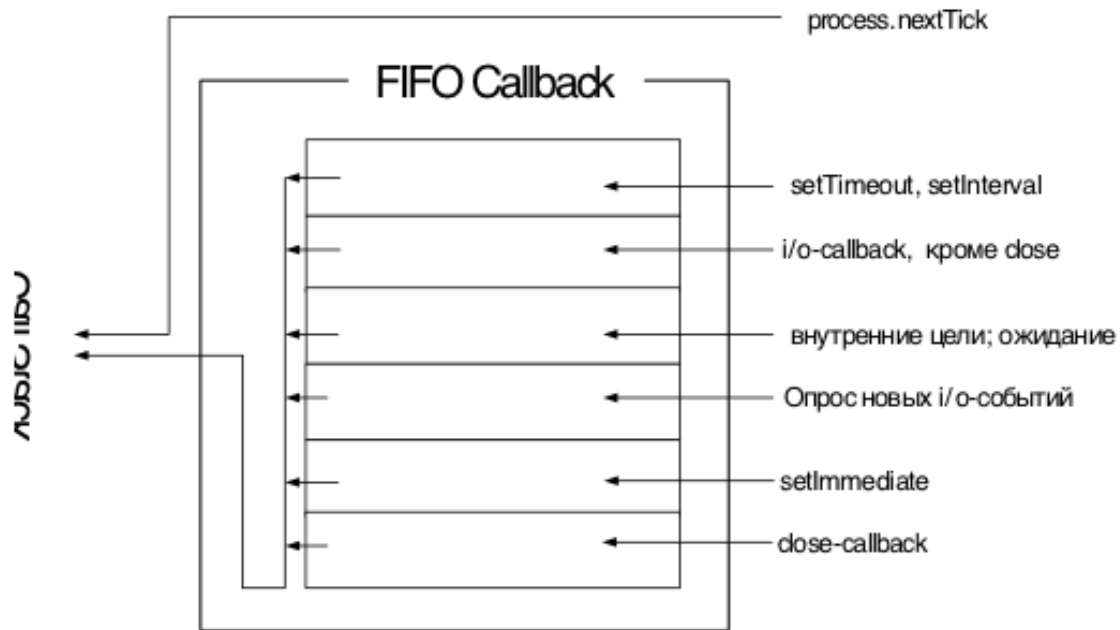 process.nextTick
FIFO Callback
setTimeout, setInterval
i/o-callback, кроме close
внутренние цели; ожидание
Опрос новых i/o-событий
setImmediate
close-callback